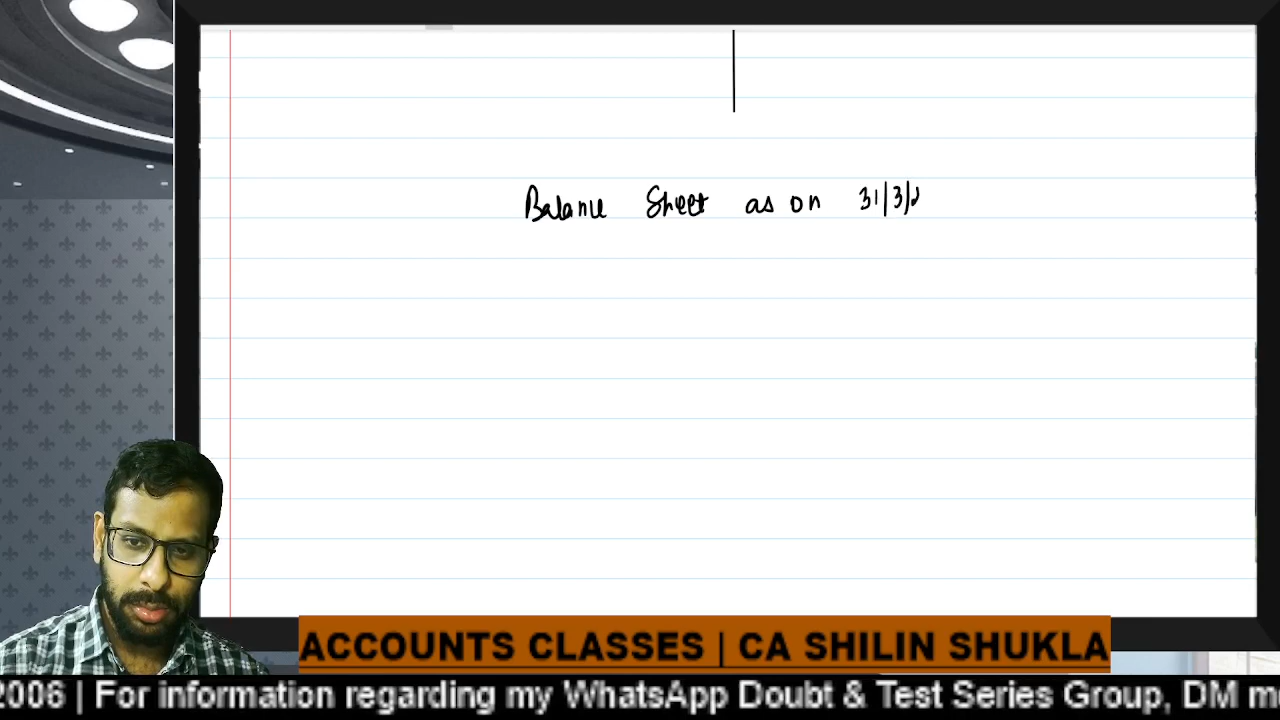 Balance Sheet as on 31/3/2
ACCOUNTS CLASSES | CA SHILIN SHUKLA
2006 | For information regarding my WhatsApp Doubt & Test Series Group, DM m